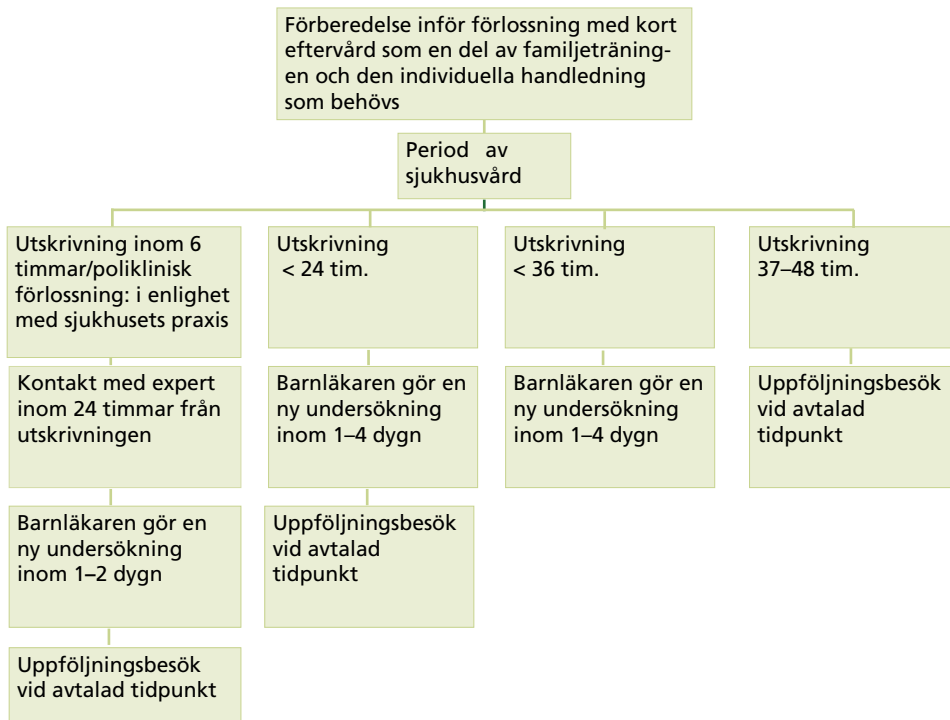 Förberedelse inför förlossning med kort
eftervård som en del av familjeträning-
en och den individuella handledning
som behövs
Period av
sjukhusvård
Utskrivning inom 6
timmar/poliklinisk
förlossning: i enlighet
med sjukhusets praxis
Utskrivning
< 24 tim.
Utskrivning
< 36 tim.
Utskrivning
37–48 tim.
Kontakt med expert
inom 24 timmar från
utskrivningen
Barnläkaren gör en
ny undersökning
inom 1–4 dygn
Barnläkaren gör en
ny undersökning
inom 1–4 dygn
Uppföljningsbesök
vid avtalad
tidpunkt
Barnläkaren gör en
ny undersökning
inom 1–2 dygn
Uppföljningsbesök
vid avtalad
tidpunkt
Uppföljningsbesök
vid avtalad tidpunkt